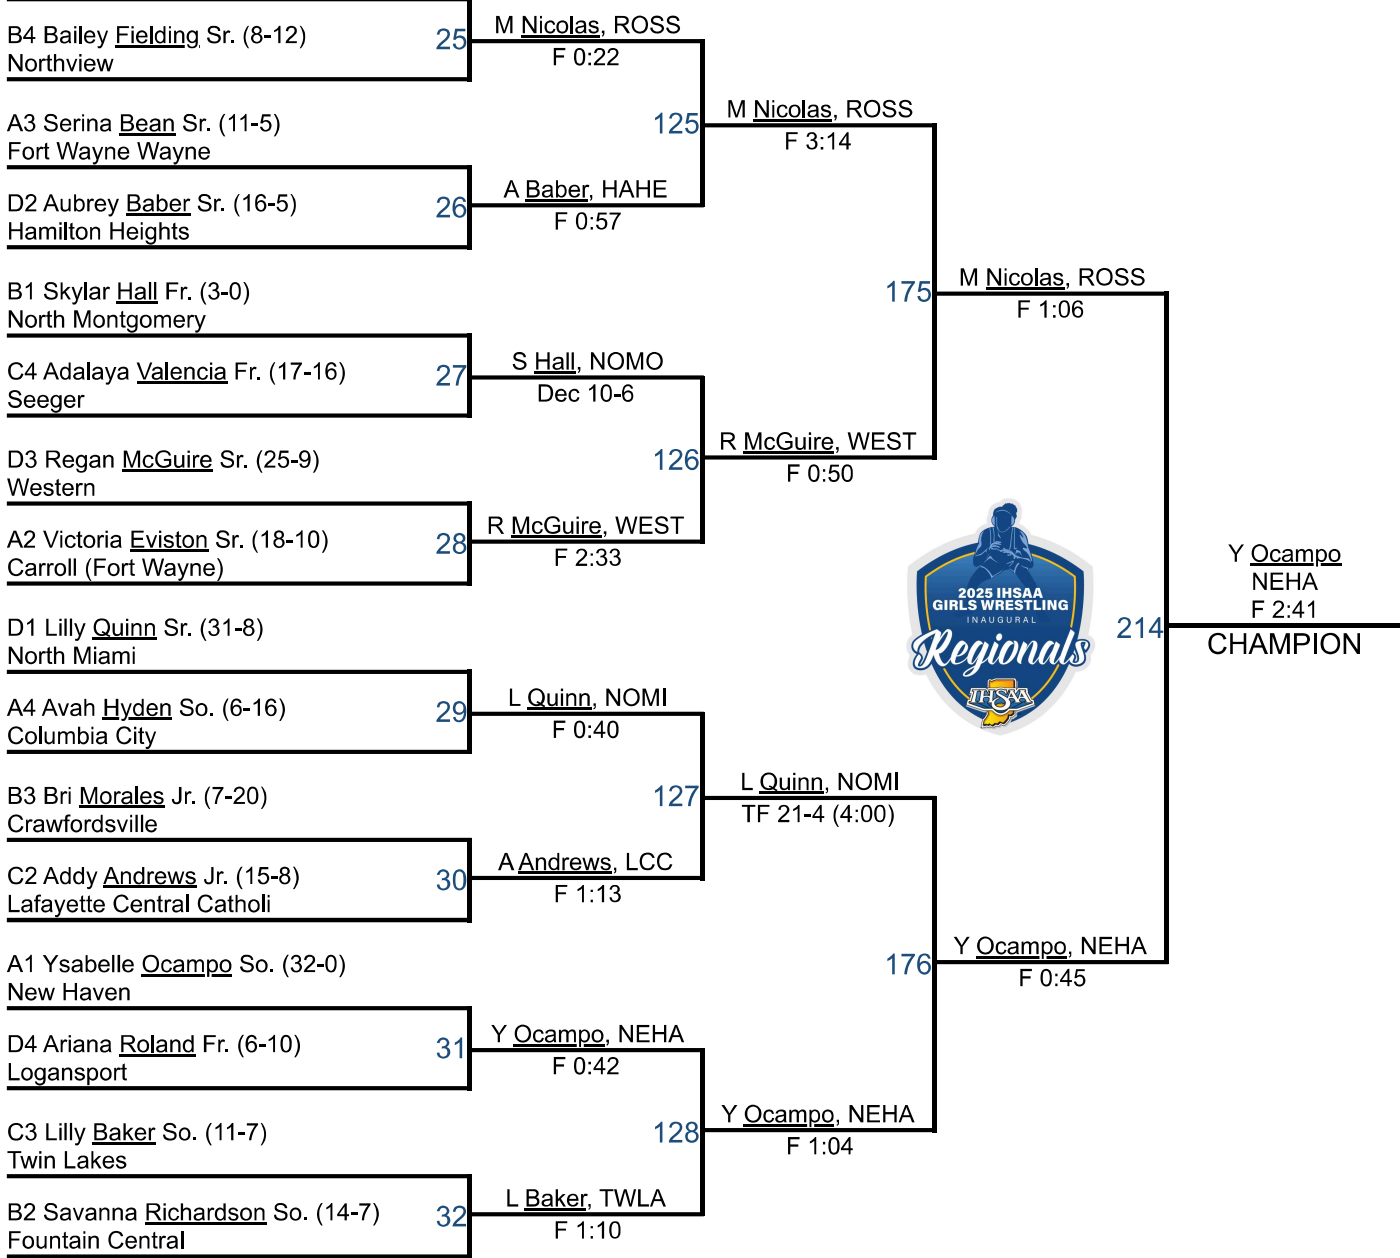 B4 Bailey Fielding Sr. (8-12)
Northview
25
M Nicolas, ROSS
F 0:22
A3 Serina Bean Sr. (11-5)
Fort Wayne Wayne
125
M Nicolas, ROSS
F 3:14
D2 Aubrey Baber Sr. (16-5)
Hamilton Heights
26
A Baber, HAHE
F 0:57
B1 Skylar Hall Fr. (3-0)
North Montgomery
175
M Nicolas, ROSS
F 1:06
C4 Adalaya Valencia Fr. (17-16)
Seeger
27
S Hall, NOMO
Dec 10-6
D3 Regan McGuire Sr. (25-9)
Western
126
R McGuire, WEST
F 0:50
A2 Victoria Eviston Sr. (18-10)
Carroll (Fort Wayne)
28
R McGuire, WEST
F 2:33
2025 IHSAA
GIRLS WRESTLING
INAUGURAL
Regionals
IHSAA
214
Y Ocampo
NEHA
F 2:41
CHAMPION
D1 Lilly Quinn Sr. (31-8)
North Miami
A4 Avah Hyden So. (6-16)
Columbia City
29
L Quinn, NOMI
F 0:40
B3 Bri Morales Jr. (7-20)
Crawfordsville
127
L Quinn, NOMI
TF 21-4 (4:00)
C2 Addy Andrews Jr. (15-8)
Lafayette Central Catholi
30
A Andrews, LCC
F 1:13
A1 Ysabelle Ocampo So. (32-0)
New Haven
176
Y Ocampo, NEHA
F 0:45
D4 Ariana Roland Fr. (6-10)
Logansport
31
Y Ocampo, NEHA
F 0:42
C3 Lilly Baker So. (11-7)
Twin Lakes
128
Y Ocampo, NEHA
F 1:04
B2 Savanna Richardson So. (14-7)
Fountain Central
32
L Baker, TWLA
F 1:10